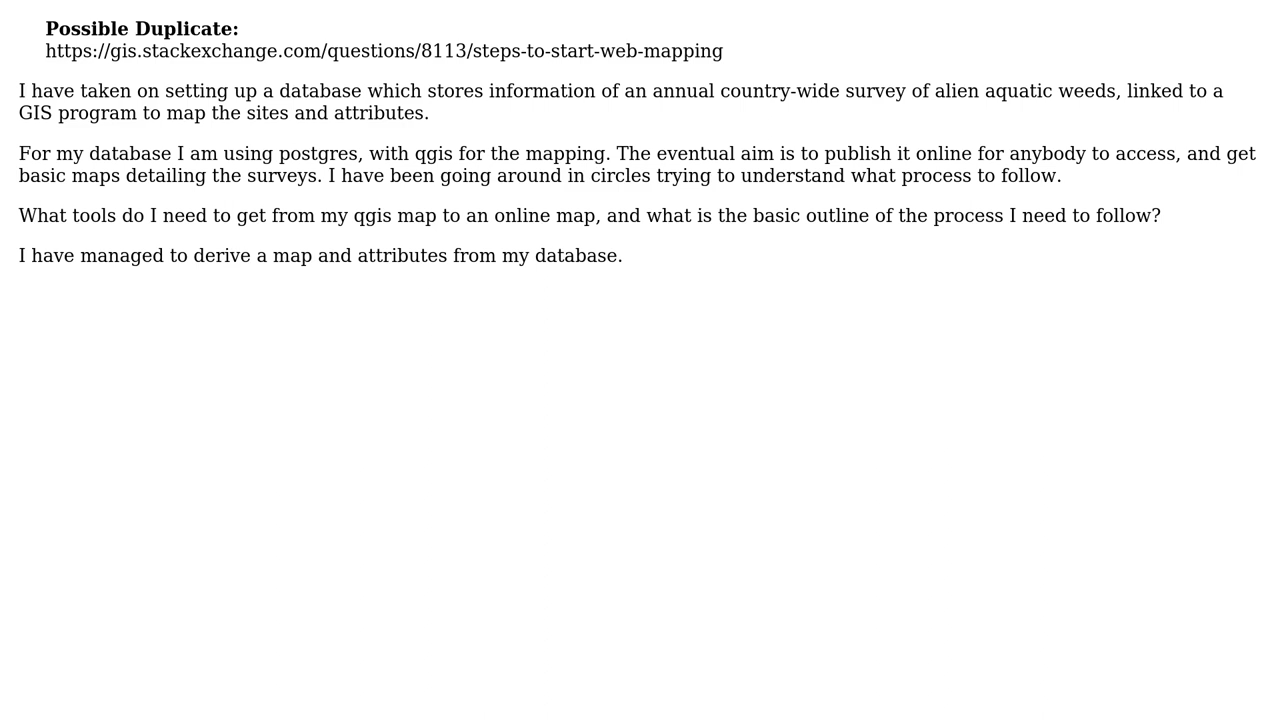 Possible Duplicate:
https://gis.stackexchange.com/questions/8113/steps-to-start-web-mapping
I have taken on setting up a database which stores information of an annual country-wide survey of alien aquatic weeds, linked to a
GIS program to map the sites and attributes.
For my database I am using postgres, with qgis for the mapping. The eventual aim is to publish it online for anybody to access, and get
basic maps detailing the surveys. I have been going around in circles trying to understand what process to follow.
What tools do I need to get from my qgis map to an online map, and what is the basic outline of the process I need to follow?
I have managed to derive a map and attributes from my database.